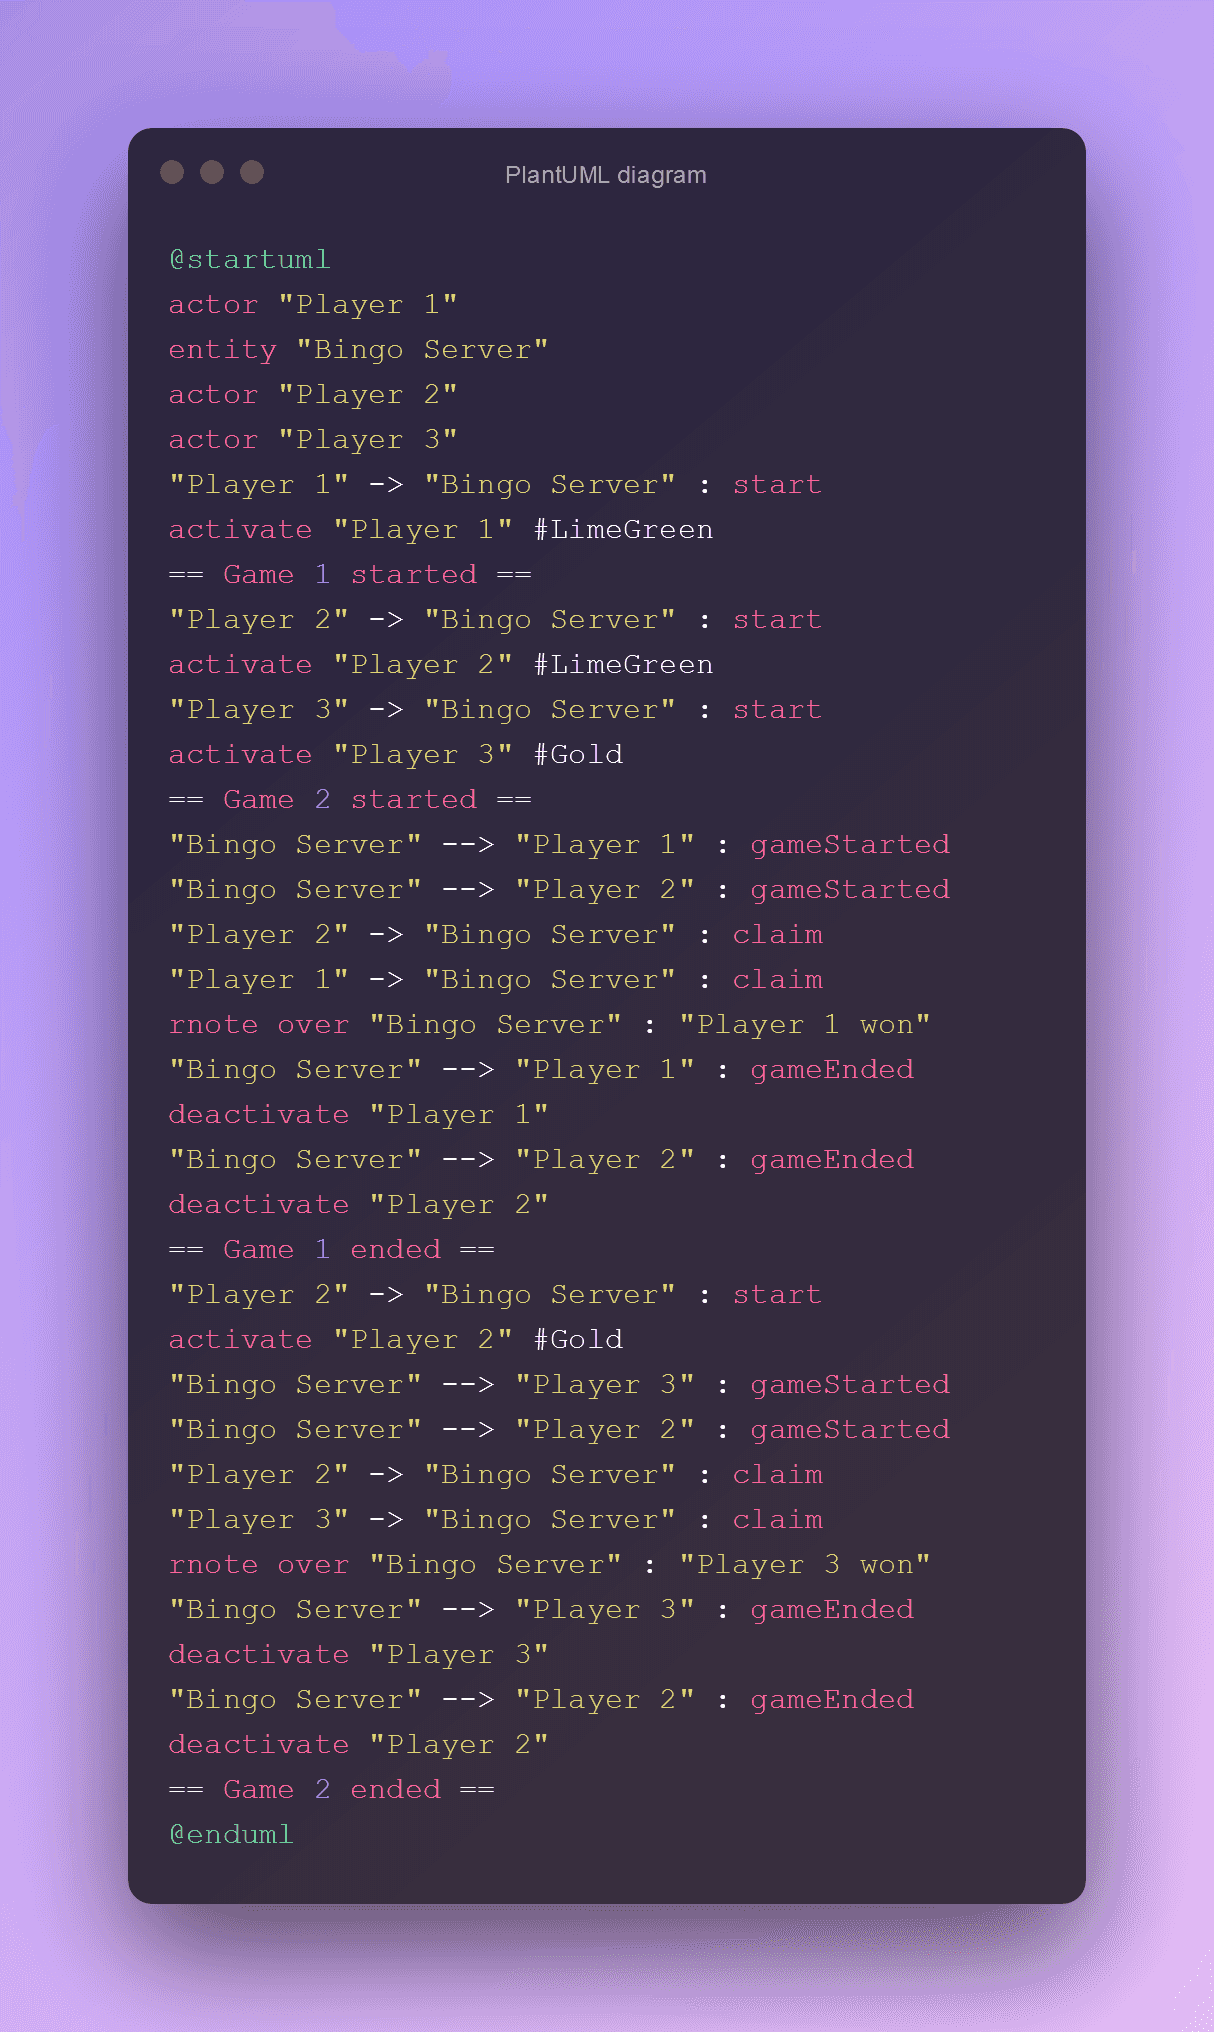 PlantUML diagram
@startuml
actor "Player 1"
entity "Bingo Server"
actor "Player 2"
actor "Player 3"
"Player 1" -> "Bingo Server" : start
activate "Player 1" #LimeGreen
== Game 1 started ==
"Player 2" -> "Bingo Server" : start
activate "Player 2" #LimeGreen
"Player 3" -> "Bingo Server" : start
activate "Player 3" #Gold
== Game 2 started ==
"Bingo Server" --> "Player 1" : gameStarted
"Bingo Server" --> "Player 2" : gameStarted
"Player 2" -> "Bingo Server" : claim
"Player 1" -> "Bingo Server" : claim
rnote over "Bingo Server" : "Player 1 won"
"Bingo Server" --> "Player 1" : gameEnded
deactivate "Player 1"
"Bingo Server" --> "Player 2" : gameEnded
deactivate "Player 2"
== Game 1 ended ==
"Player 2" -> "Bingo Server" : start
activate "Player 2" #Gold
"Bingo Server" --> "Player 3" : gameStarted
"Bingo Server" --> "Player 2" : gameStarted
"Player 2" -> "Bingo Server" : claim
"Player 3" -> "Bingo Server" : claim
rnote over "Bingo Server" : "Player 3 won"
"Bingo Server" --> "Player 3" : gameEnded
deactivate "Player 3"
"Bingo Server" --> "Player 2" : gameEnded
deactivate "Player 2"
== Game 2 ended ==
@enduml